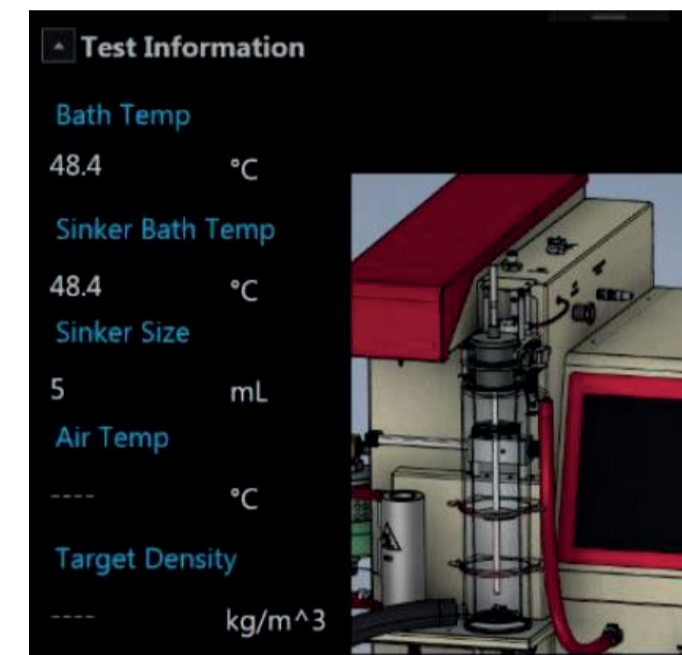 Test Information
Bath Temp
48.4 °C
Sinker Bath Temp
48.4 °C
Sinker Size
5 mL
Air Temp
---- °C
Target Density
---- kg/m^3